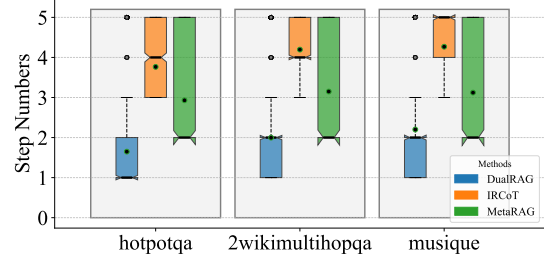 Step Numbers
5
4
3
2
1
0
hotpotqa
2wikimultihopqa
musique
Methods
DualRAG
IRCoT
MetaRAG